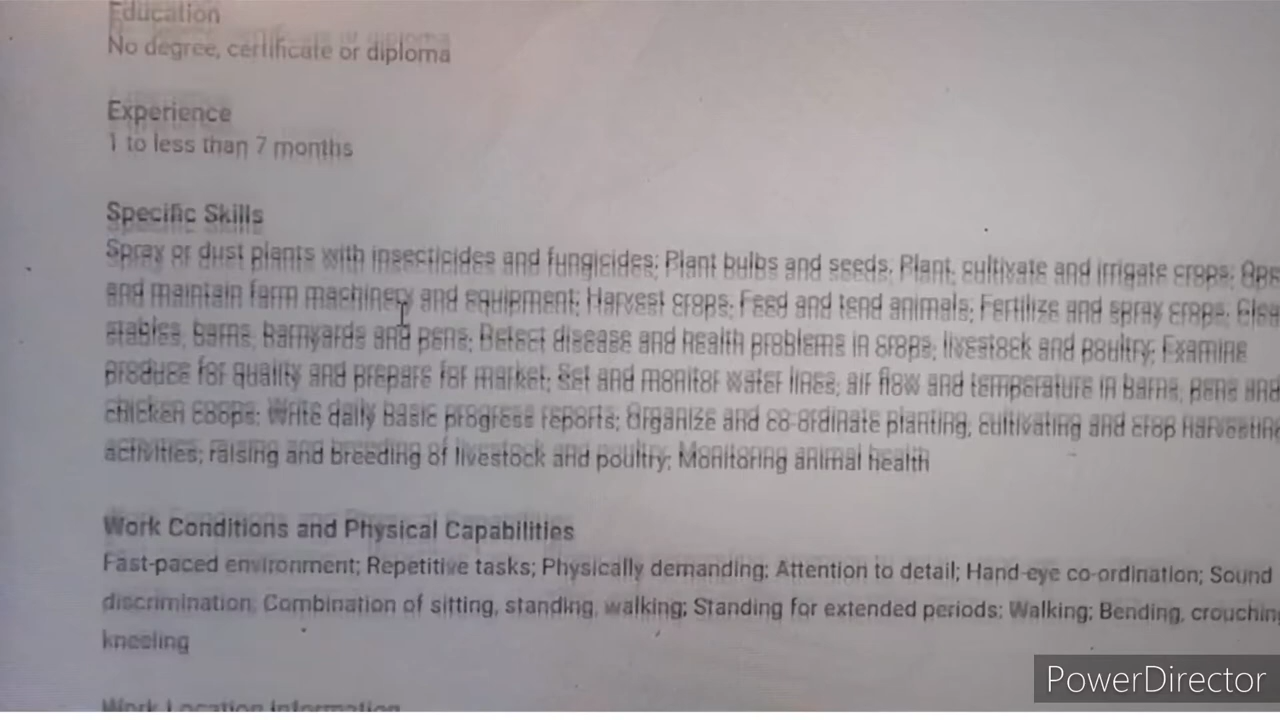 Education
No degree, certificate or diploma
Experience
1 to less than 7 months
Specific Skills
Spray or dust plants with insecticides and fungicides; Plant bulbs and seeds, Plant, cultivate and irrigate crops; Ope
and maintain farm machinery and equipment; Harvest crops; Feed and tend animals; Fertilize and spray crops; Clea
stables, barns, barnyards and pens; Detect disease and health problems in crops, livestock and poultry; Examine
produce for quality and prepare for market; Set and monitor water lines, air flow and temperature in barns, pens and
chicken coops; Write daily basic progress reports; Organize and co-ordinate planting, cultivating and crop harvesting
activities; raising and breeding of livestock and poultry; Monitoring animal health
Work Conditions and Physical Capabilities
Fast-paced environment; Repetitive tasks; Physically demanding; Attention to detail; Hand-eye co-ordination; Sound
discrimination; Combination of sitting, standing, walking; Standing for extended periods; Walking; Bending, crouching
kneeling
Work Location Information
PowerDirector